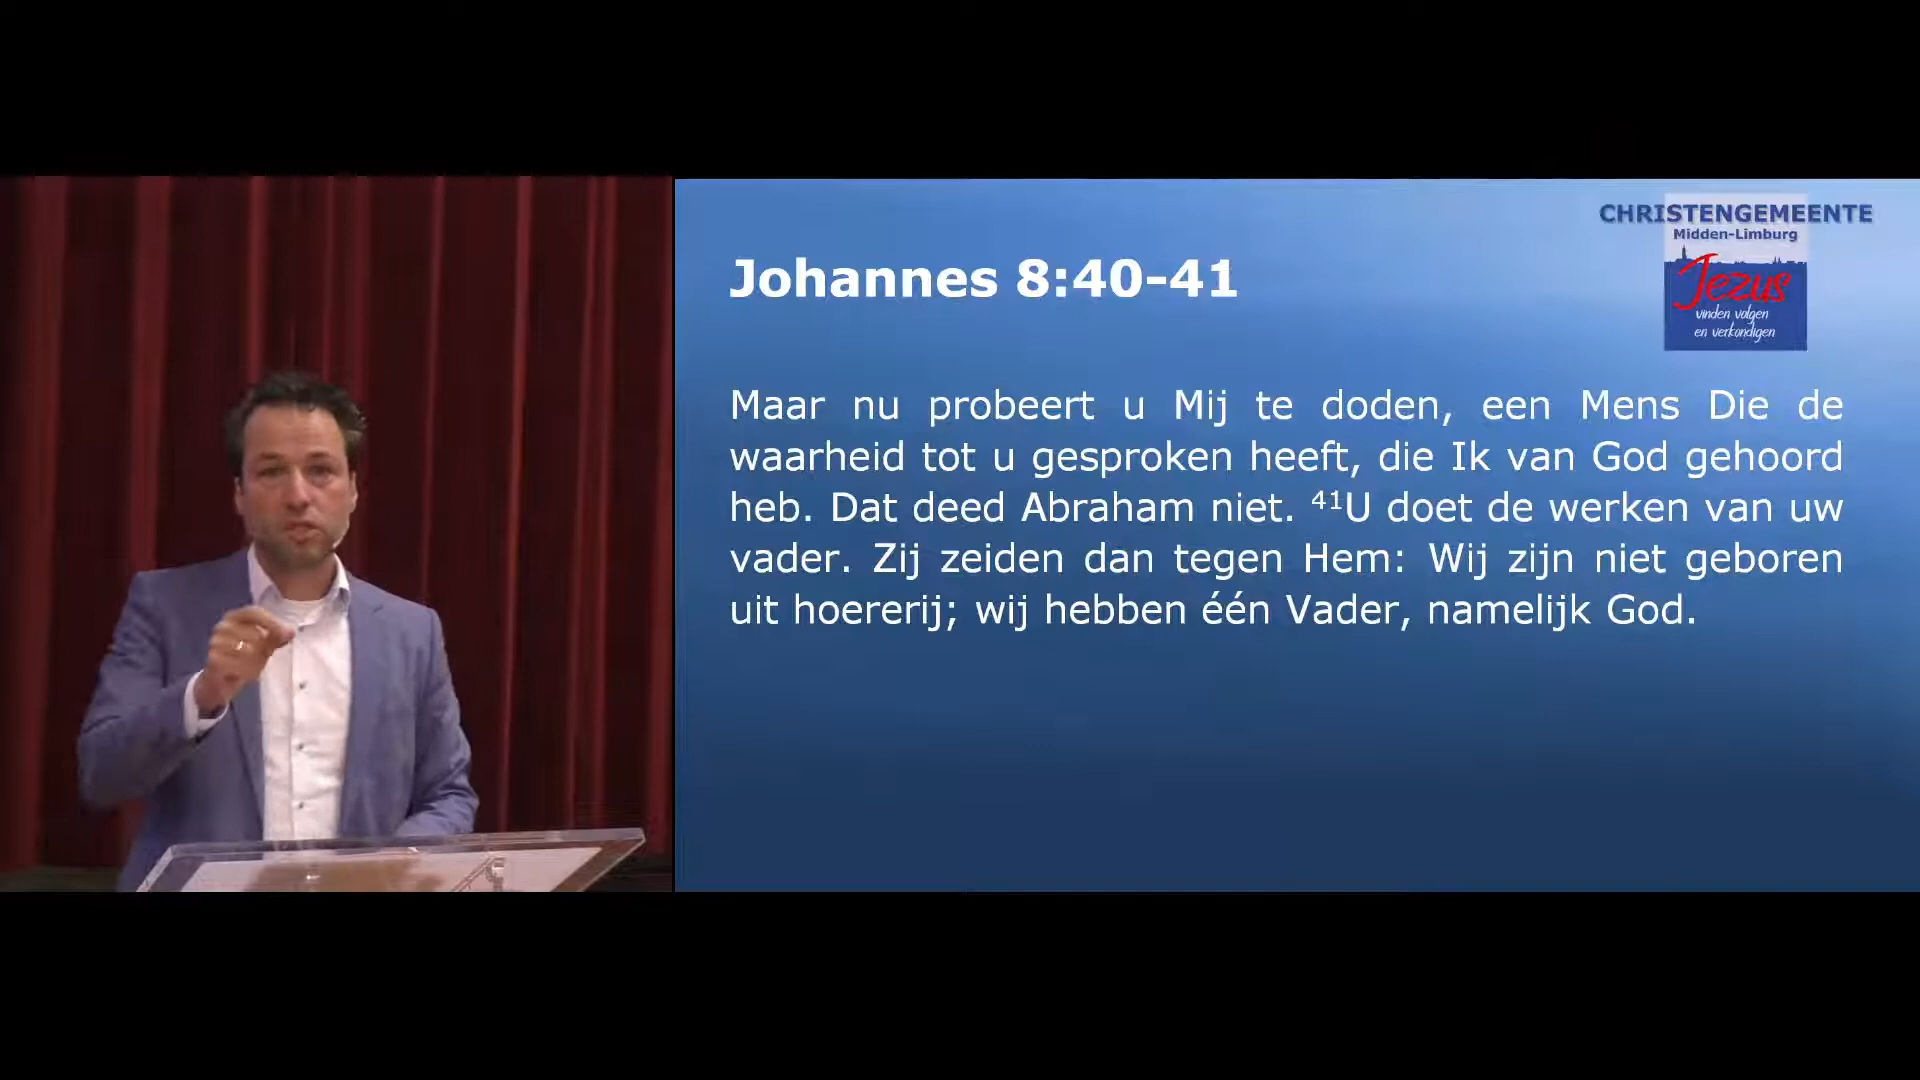 CHRISTENGEMEENTE
Midden-Limburg
Jezus
vinden volgen
en verkondigen
Johannes 8:40-41
Maar nu probeert u Mij te doden, een Mens Die de
waarheid tot u gesproken heeft, die Ik van God gehoord
heb. Dat deed Abraham niet. ⁴¹U doet de werken van uw
vader. Zij zeiden dan tegen Hem: Wij zijn niet geboren
uit hoererij; wij hebben één Vader, namelijk God.